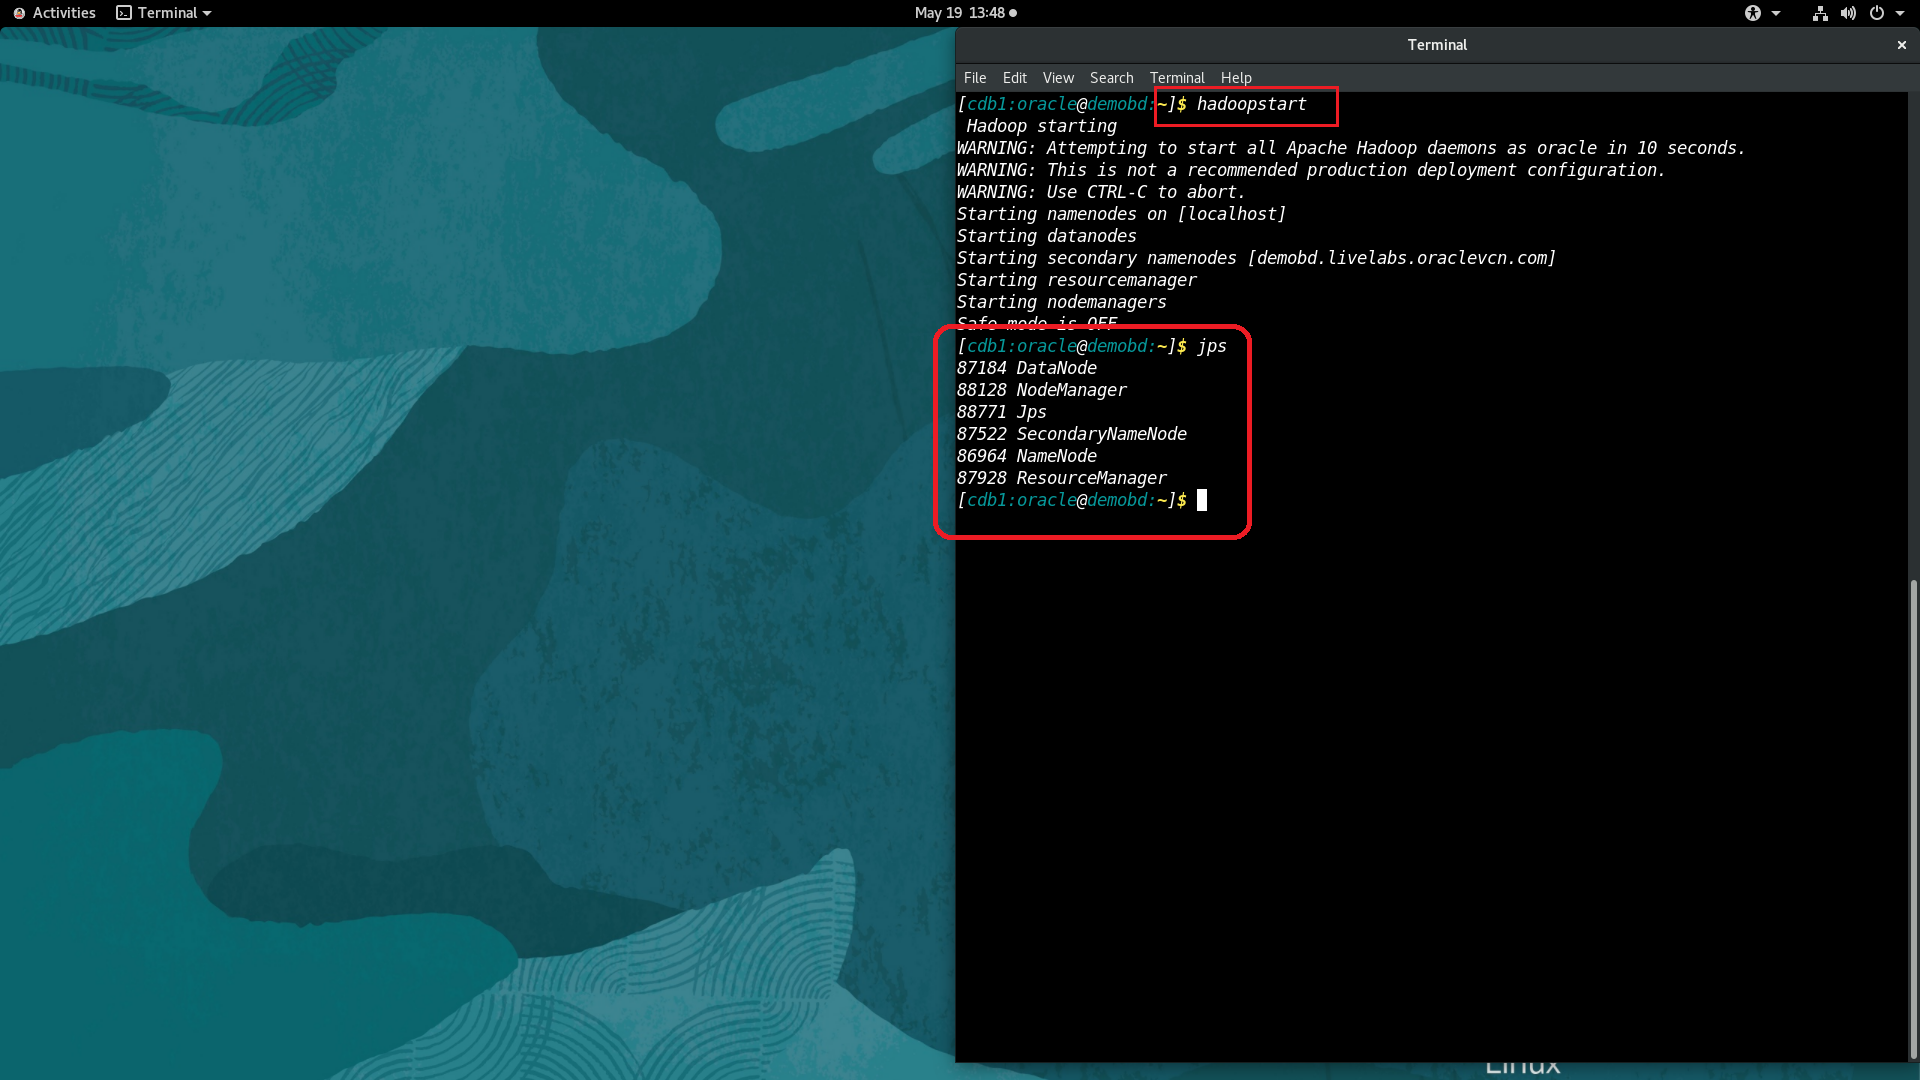 Activities Terminal May 19 13:48
Terminal
File Edit View Search Terminal Help
[cdb1:oracle@demobd:~]$ hadoopstart
Hadoop starting
WARNING: Attempting to start all Apache Hadoop daemons as oracle in 10 seconds.
WARNING: This is not a recommended production deployment configuration.
WARNING: Use CTRL-C to abort.
Starting namenodes on [localhost]
Starting datanodes
Starting secondary namenodes [demobd.livelabs.oraclevcn.com]
Starting resourcemanager
Starting nodemanagers
Safe mode is OFF
[cdb1:oracle@demobd:~]$ jps
87184 DataNode
88128 NodeManager
88771 Jps
87522 SecondaryNameNode
86964 NameNode
87928 ResourceManager
[cdb1:oracle@demobd:~]$
Linux